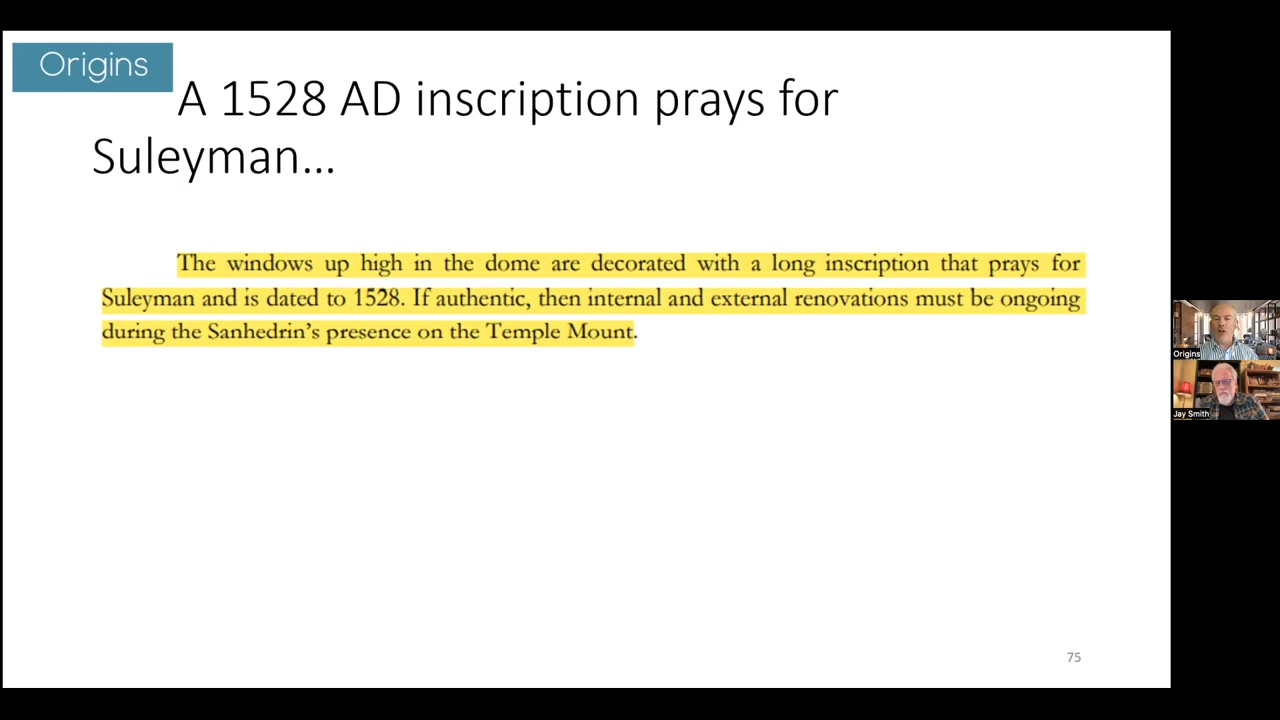 Origins
A 1528 AD inscription prays for
Suleyman...
The windows up high in the dome are decorated with a long inscription that prays for
Suleyman and is dated to 1528. If authentic, then internal and external renovations must be ongoing
during the Sanhedrin's presence on the Temple Mount.
Origins
Jay Smith
75